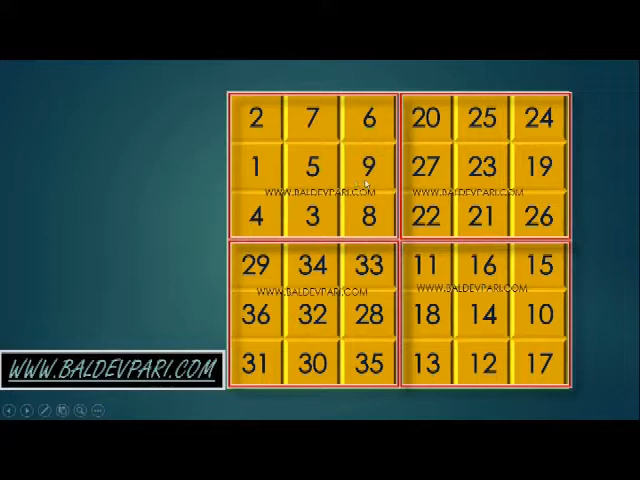 2 7 6 20 25 24
1 5 9 27 23 19
WWW.BALDEVPARI.COM WWW.BALDEVPARI.COM
4 3 8 22 21 26
29 34 33 11 16 15
WWW.BALDEVPARI.COM WWW.BALDEVPARI.COM
36 32 28 18 14 10
31 30 35 13 12 17
WWW.BALDEVPARI.COM